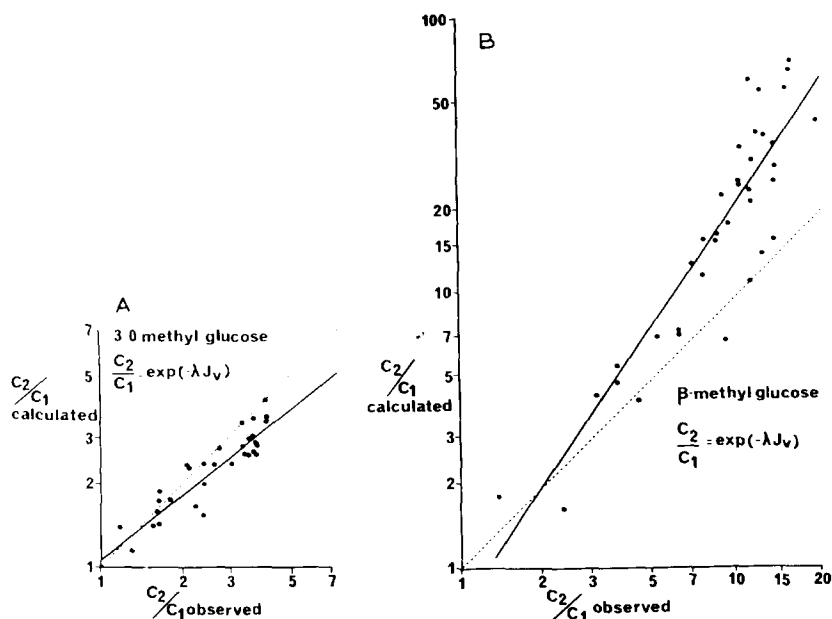 A
3 0 methyl glucose
C2/C1 = exp(-λJv)
7
5
3
2
1
C2/C1
calculated
1 2 3 5 7
C2/C1 observed
B
100
50
20
15
10
7
5
3
2
1
C2/C1
calculated
β-methyl glucose
C2/C1 = exp(-λJv)
1 2 3 5 7 10 15 20
C2/C1 observed